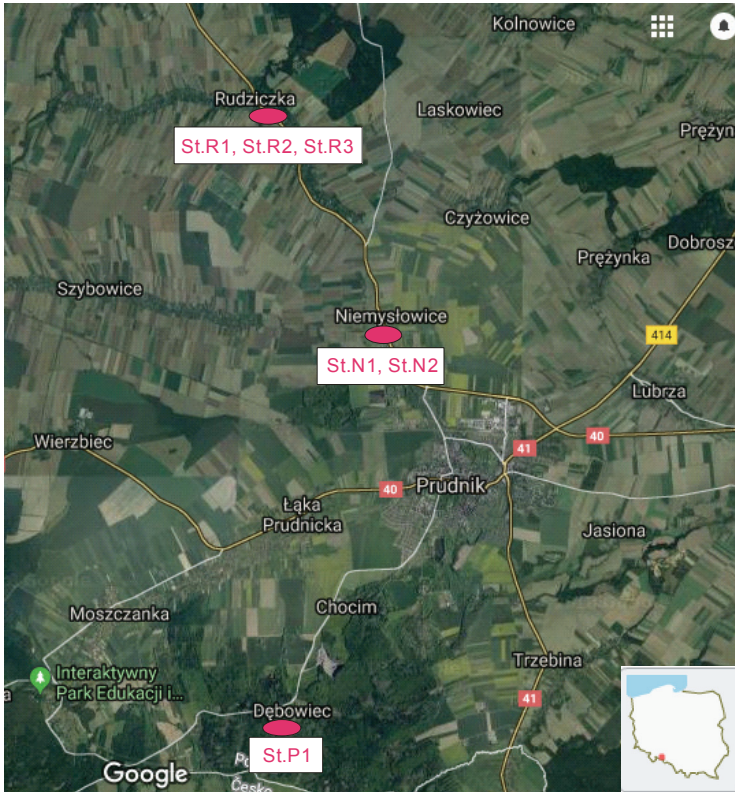 Kolnowice
Rudziczka
Laskowiec
St.R1, St.R2, St.R3
Prężyn
Czyżowice
Dobrosz
Prężynka
Szybowice
Niemysłowice
414
St.N1, St.N2
Lubrza
Wierzbiec
41
40
40
Prudnik
Łąka
Prudnicka
Jasiona
Chocim
Moszczanka
Trzebina
Interaktywny
Park Edukacji i...
a
41
Dębowiec
St.P1
Google